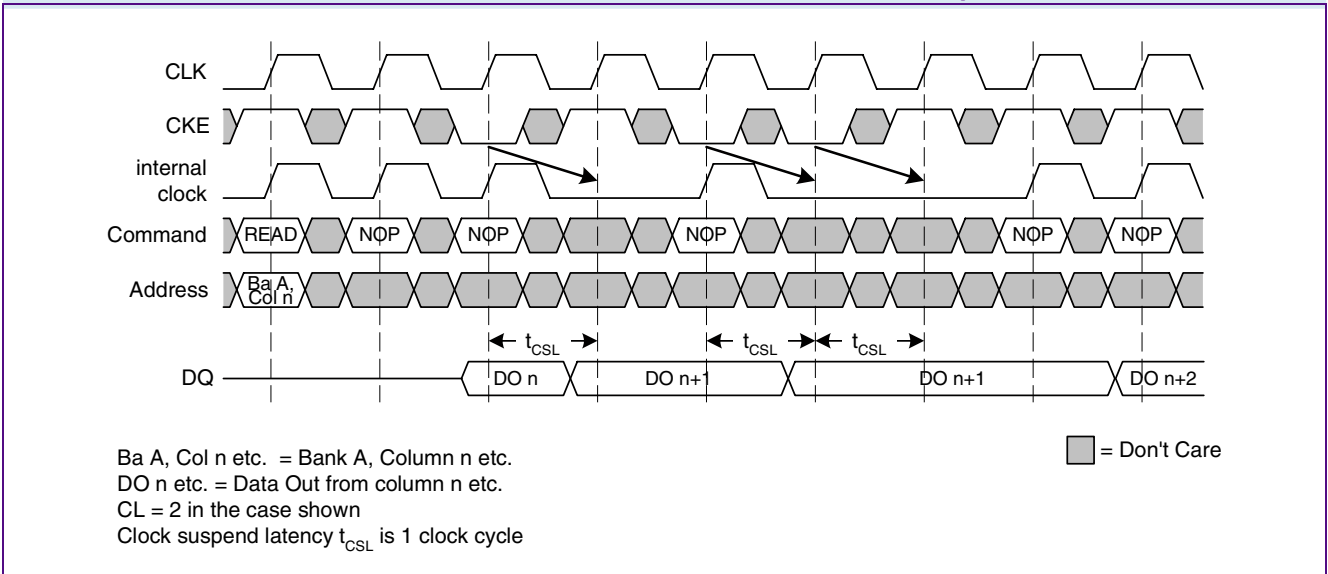 CLK
CKE
internal
clock
Command READ NOP NOP NOP NOP NOP
Address Ba A,
Col n
tCSL tCSL tCSL
DQ DO n DO n+1 DO n+1 DO n+2
Ba A, Col n etc. = Bank A, Column n etc.
DO n etc. = Data Out from column n etc.
CL = 2 in the case shown
Clock suspend latency tCSL is 1 clock cycle
= Don't Care